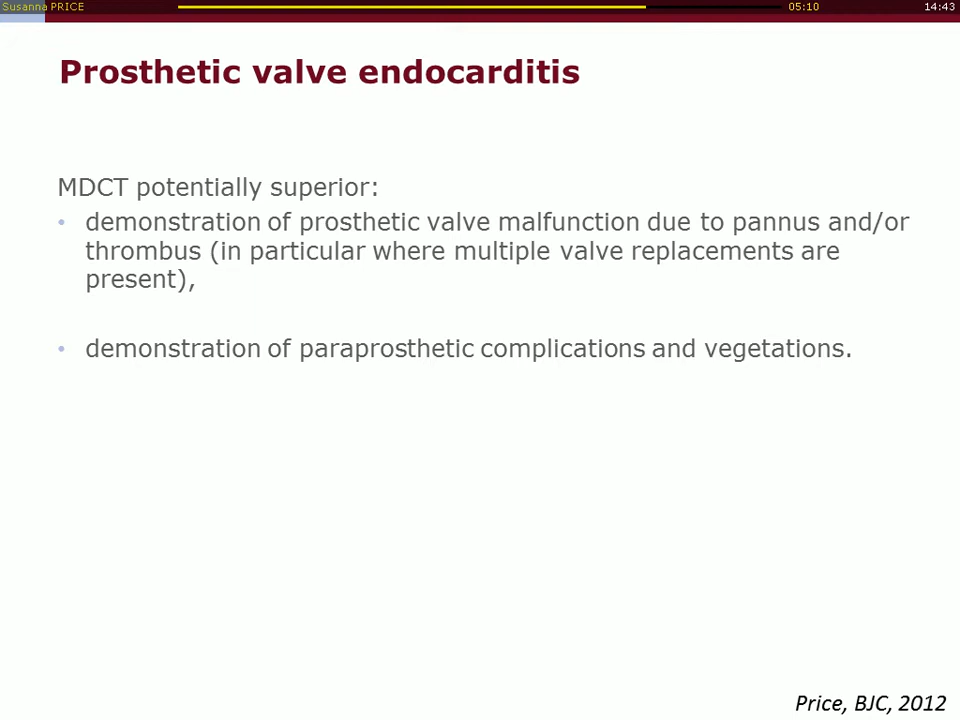 Susanna PRICE
05:10
14:43
Prosthetic valve endocarditis
MDCT potentially superior:
• demonstration of prosthetic valve malfunction due to pannus and/or
thrombus (in particular where multiple valve replacements are
present),
• demonstration of paraprosthetic complications and vegetations.
Price, BJC, 2012